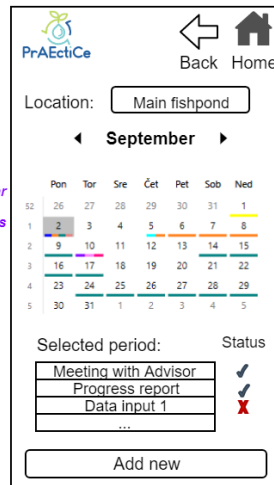 PrAEctiCe
Back Home
Location: Main fishpond
September
Pon Tor Sre Čet Pet Sob Ned
52 26 27 28 29 30 31 1
1 2 3 4 5 6 7 8
2 9 10 11 12 13 14 15
3 16 17 18 19 20 21 22
4 23 24 25 26 27 28 29
5 30 31 1 2 3 4 5
Selected period: Status
Meeting with Advisor
Progress report
Data input 1 X
...
Add new